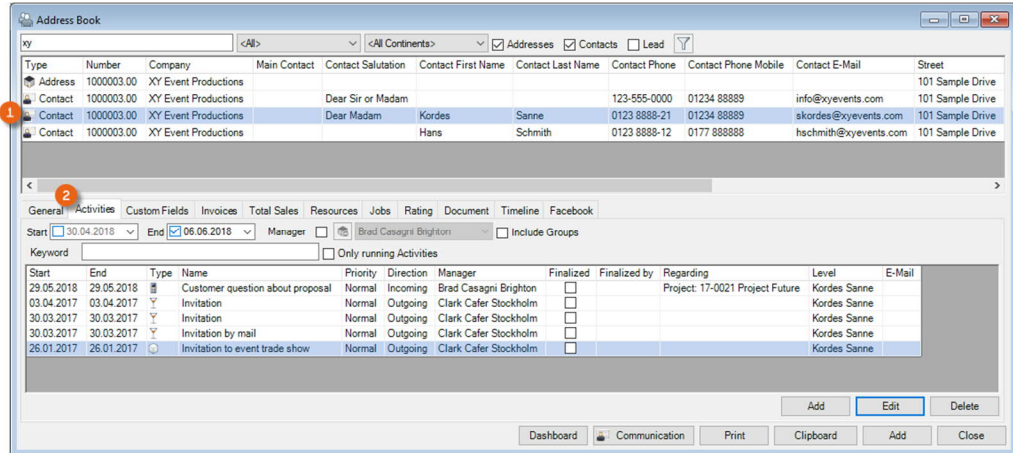 Address Book
xy <All> <All Continents> Addresses Contacts Lead
Type Number Company Main Contact Contact Salutation Contact First Name Contact Last Name Contact Phone Contact Phone Mobile Contact E-Mail Street
Address 1000003.00 XY Event Productions 101 Sample Drive
Contact 1000003.00 XY Event Productions Dear Sir or Madam 123-555-0000 01234 88889 info@xyevents.com 101 Sample Drive
1 Contact 1000003.00 XY Event Productions Dear Madam Kordes Sanne 0123 8888-21 01234 88889 skordes@xyevents.com 101 Sample Drive
Contact 1000003.00 XY Event Productions Hans Schmith 0123 8888-12 0177 888888 hschmith@xyevents.com 101 Sample Drive
2
General Activities Custom Fields Invoices Total Sales Resources Jobs Rating Document Timeline Facebook
Start 30.04.2018 End 06.06.2018 Manager Brad Casagni Brighton Include Groups
Keyword Only running Activities
Start End Type Name Priority Direction Manager Finalized Finalized by Regarding Level E-Mail
29.05.2018 29.05.2018 Customer question about proposal Normal Incoming Brad Casagni Brighton Project: 17-0021 Project Future Kordes Sanne
03.04.2017 03.04.2017 Invitation Normal Outgoing Clark Cafer Stockholm Kordes Sanne
30.03.2017 30.03.2017 Invitation Normal Outgoing Clark Cafer Stockholm Kordes Sanne
30.03.2017 30.03.2017 Invitation by mail Normal Outgoing Clark Cafer Stockholm Kordes Sanne
26.01.2017 26.01.2017 Invitation to event trade show Normal Outgoing Clark Cafer Stockholm Kordes Sanne
Add Edit Delete
Dashboard Communication Print Clipboard Add Close